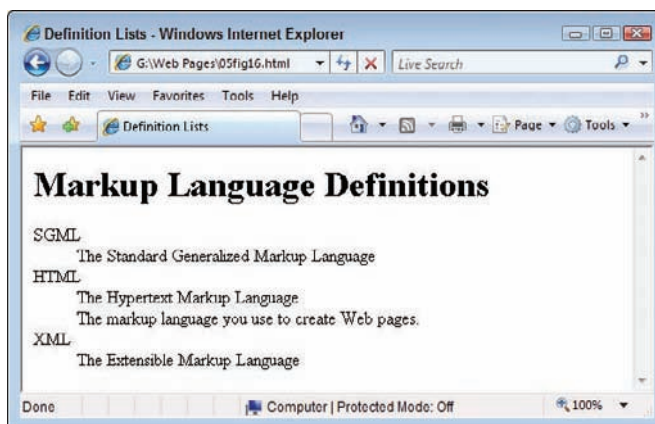 Definition Lists - Windows Internet Explorer
G:\Web Pages\05fig16.html
Live Search
File Edit View Favorites Tools Help
Definition Lists
Page Tools
Markup Language Definitions
SGML
The Standard Generalized Markup Language
HTML
The Hypertext Markup Language
The markup language you use to create Web pages.
XML
The Extensible Markup Language
Done
Computer | Protected Mode: Off
100%